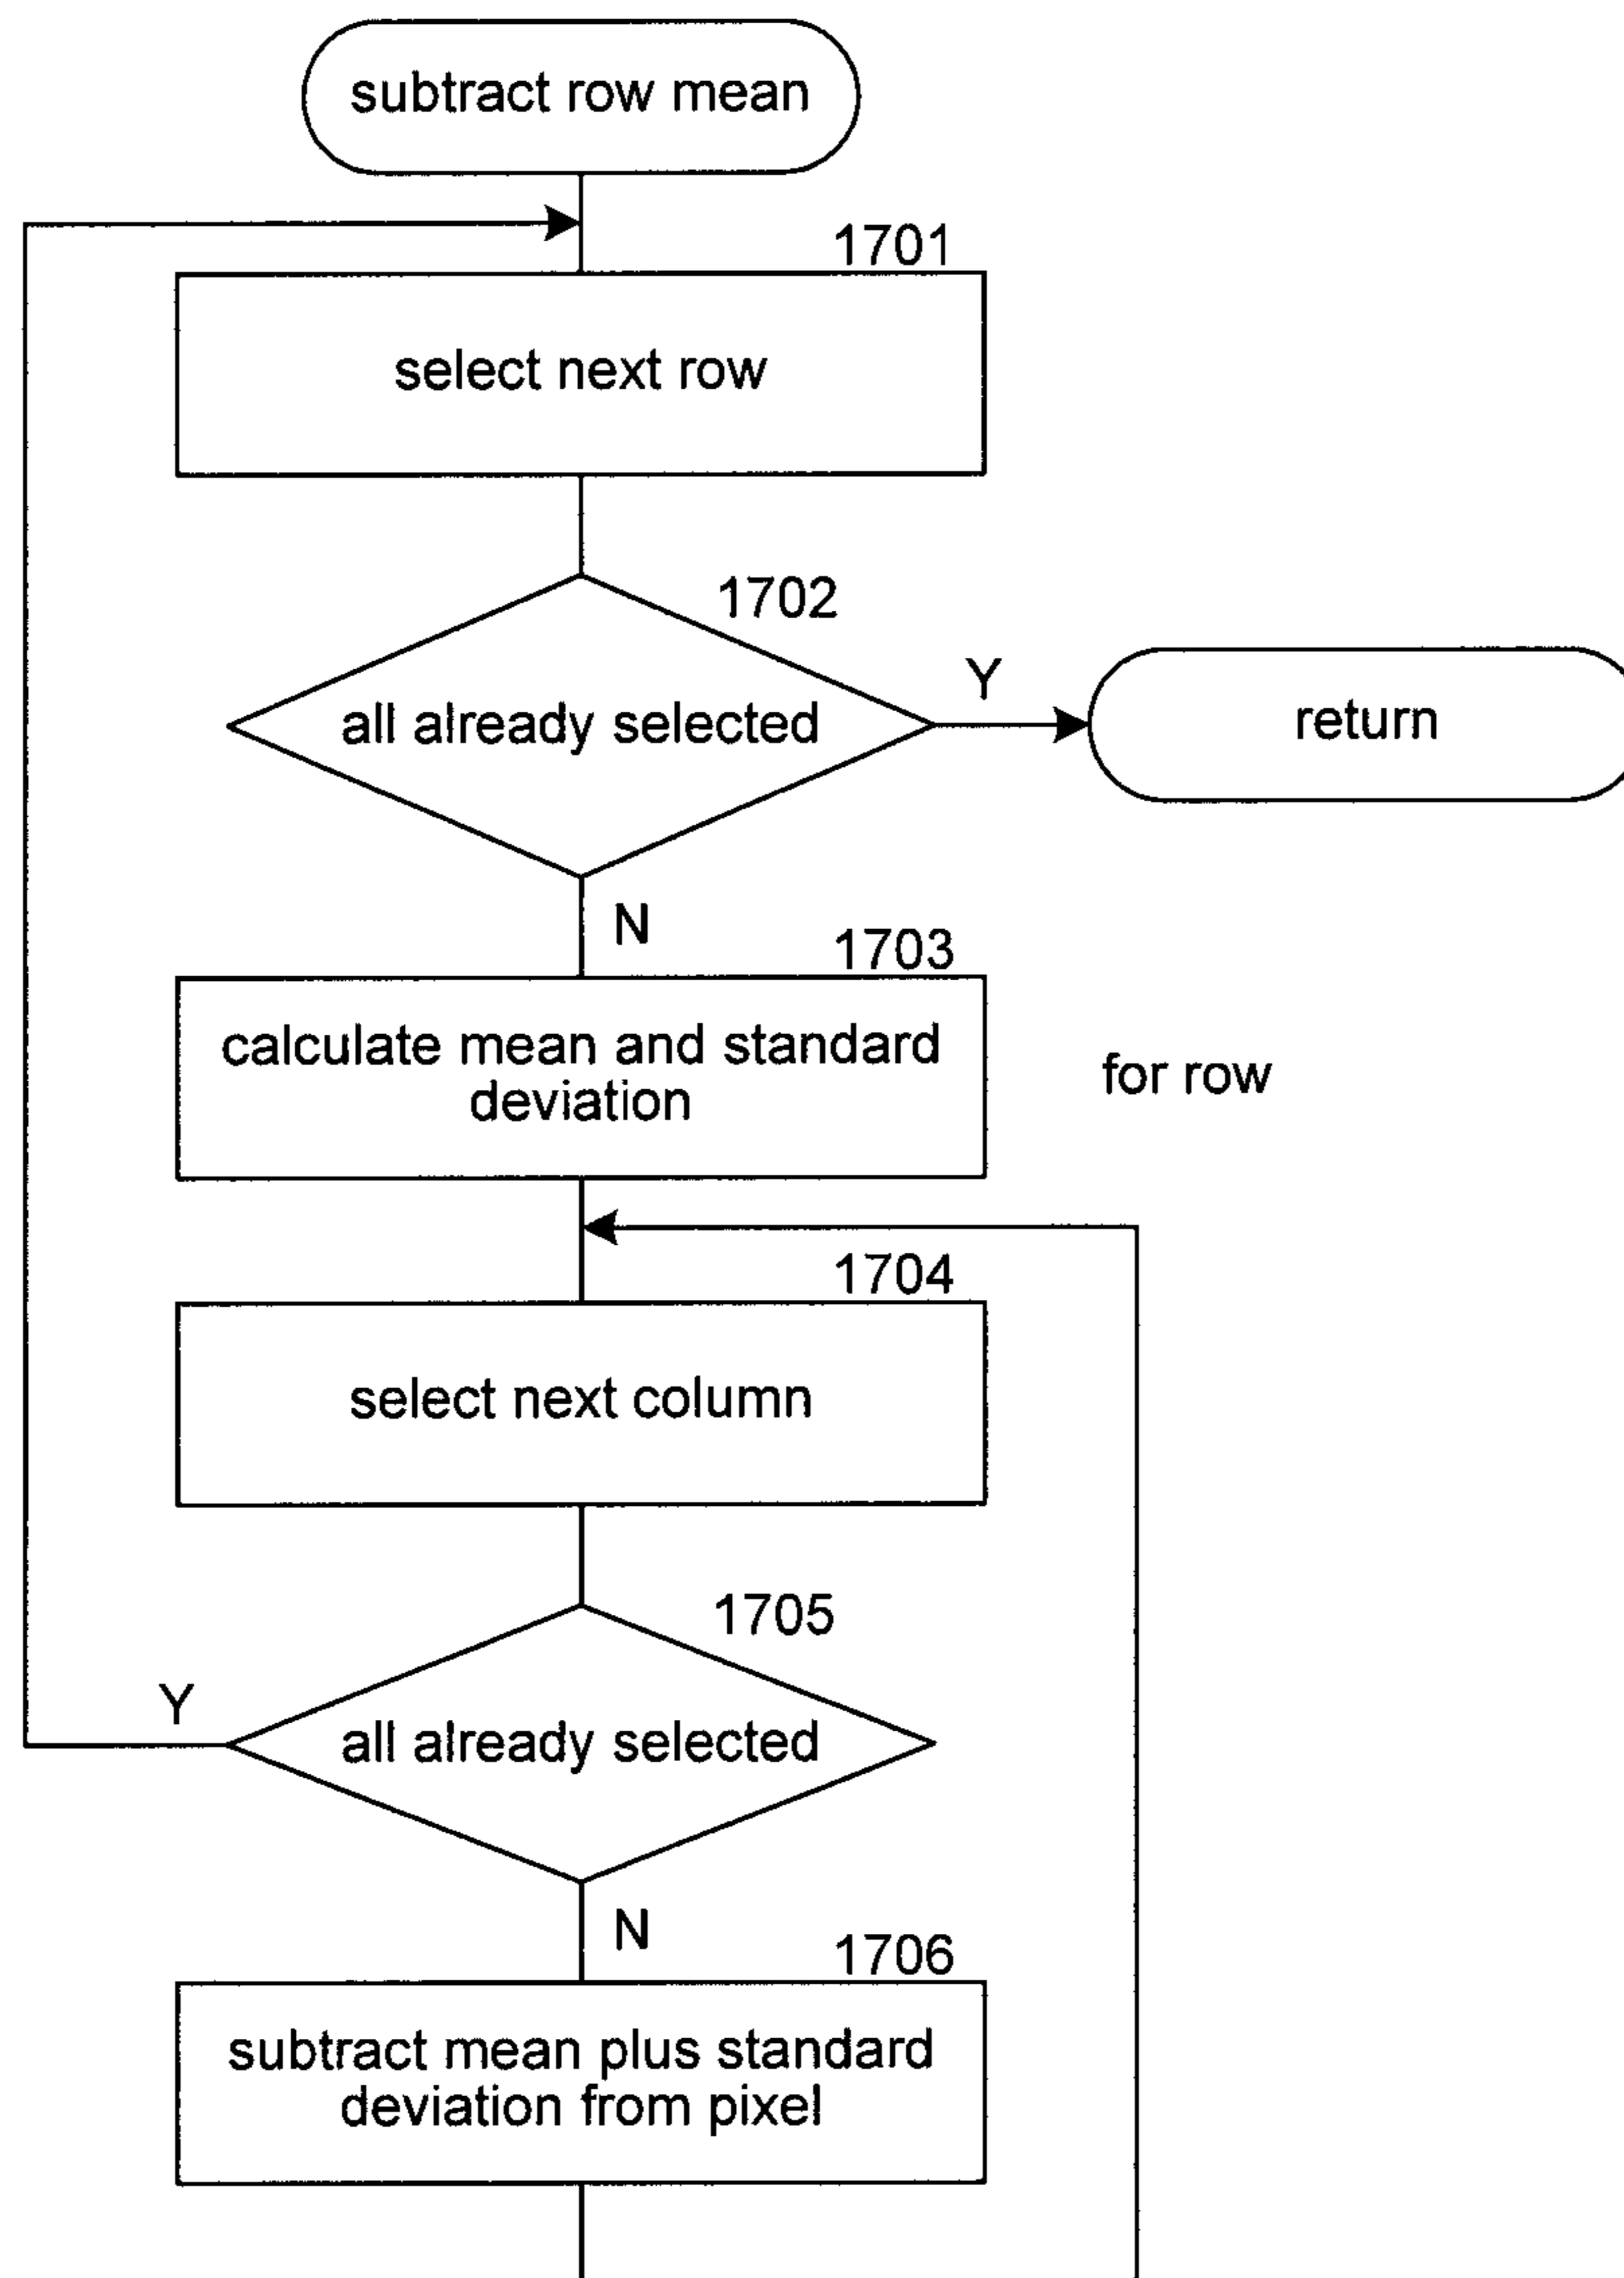 subtract row mean
1701
select next row
1702
all already selected
Y
return
N
1703
calculate mean and standard
deviation
for row
1704
select next column
1705
all already selected
Y
N
1706
subtract mean plus standard
deviation from pixel